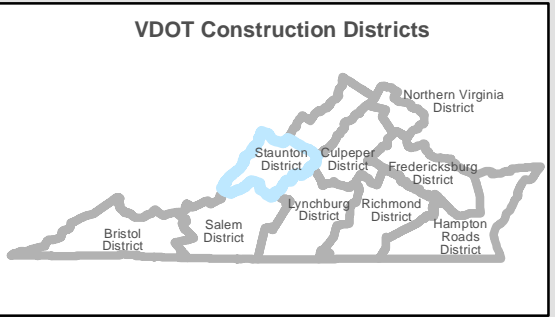 VDOT Construction Districts
Northern Virginia
District
Staunton
District
Culpeper
District
Fredericksburg
District
Lynchburg
District
Richmond
District
Salem
District
Hampton
Roads
District
Bristol
District